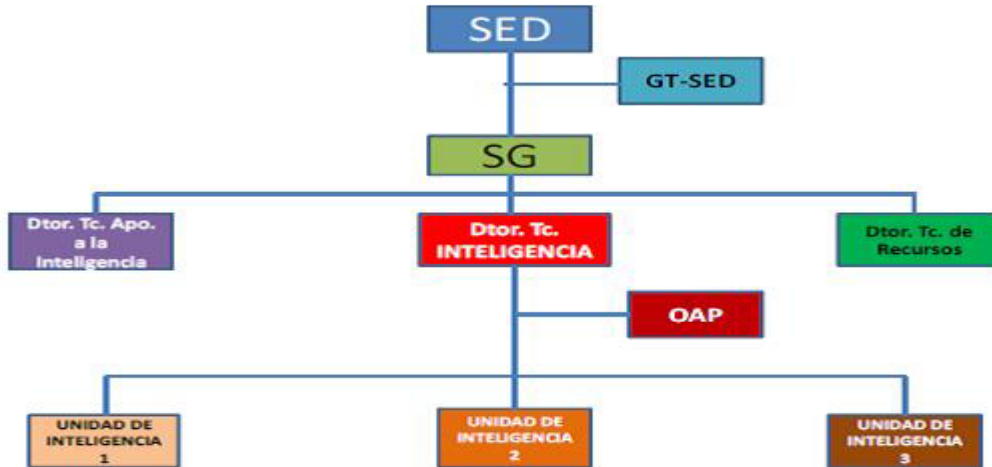 SED
GT-SED
SG
Dtor. Tc. Apo.
a la
Inteligencia
Dtor. Tc.
INTELIGENCIA
Dtor. Tc. de
Recursos
OAP
UNIDAD DE
INTELIGENCIA
1
UNIDAD DE
INTELIGENCIA
2
UNIDAD DE
INTELIGENCIA
3